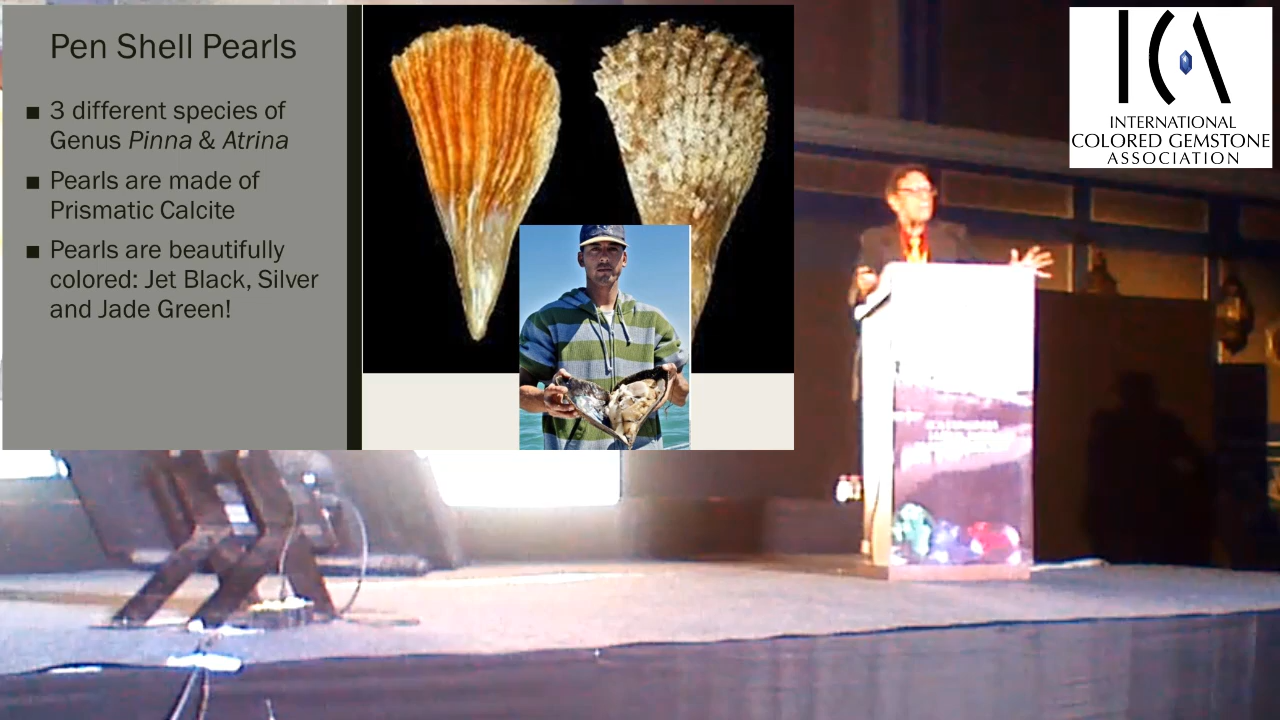 Pen Shell Pearls
■ 3 different species of
Genus Pinna & Atrina
■ Pearls are made of
Prismatic Calcite
■ Pearls are beautifully
colored: Jet Black, Silver
and Jade Green!
ICA
INTERNATIONAL
COLORED GEMSTONE
ASSOCIATION